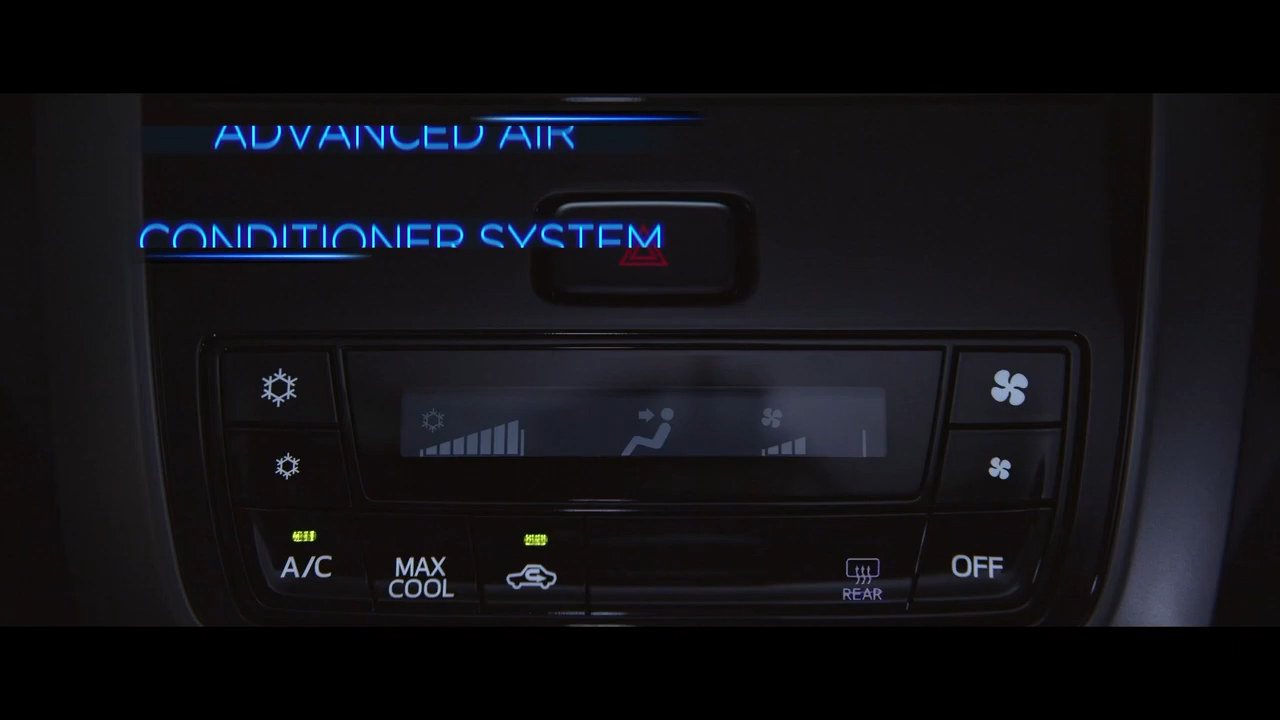 ADVANCED AIR
CONDITIONER SYSTEM
A/C
MAX
COOL
REAR
OFF